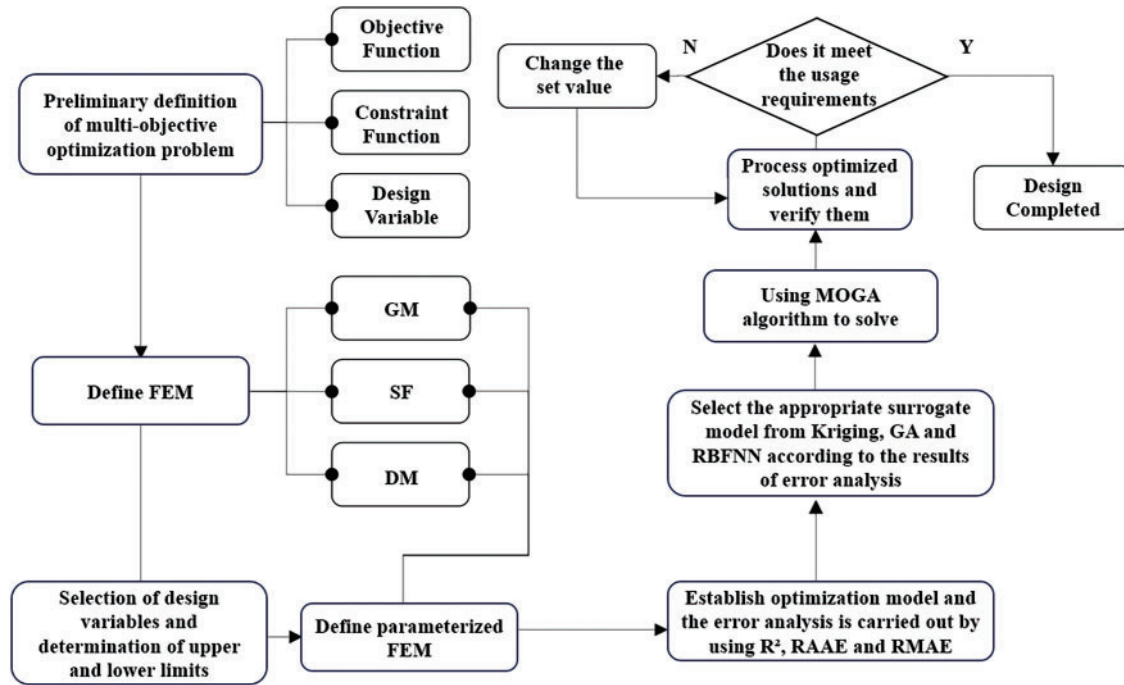 Objective
Function
Preliminary definition
of multi-objective
optimization problem
Constraint
Function
Design
Variable
GM
Define FEM
SF
DM
Selection of design
variables and
determination of upper
and lower limits
Define parameterized
FEM
Establish optimization model and
the error analysis is carried out by
using R², RAAE and RMAE
Select the appropriate surrogate
model from Kriging, GA and
RBFNN according to the results
of error analysis
Using MOGA
algorithm to solve
Process optimized
solutions and
verify them
Does it meet
the usage
requirements
N
Change the
set value
Y
Design
Completed